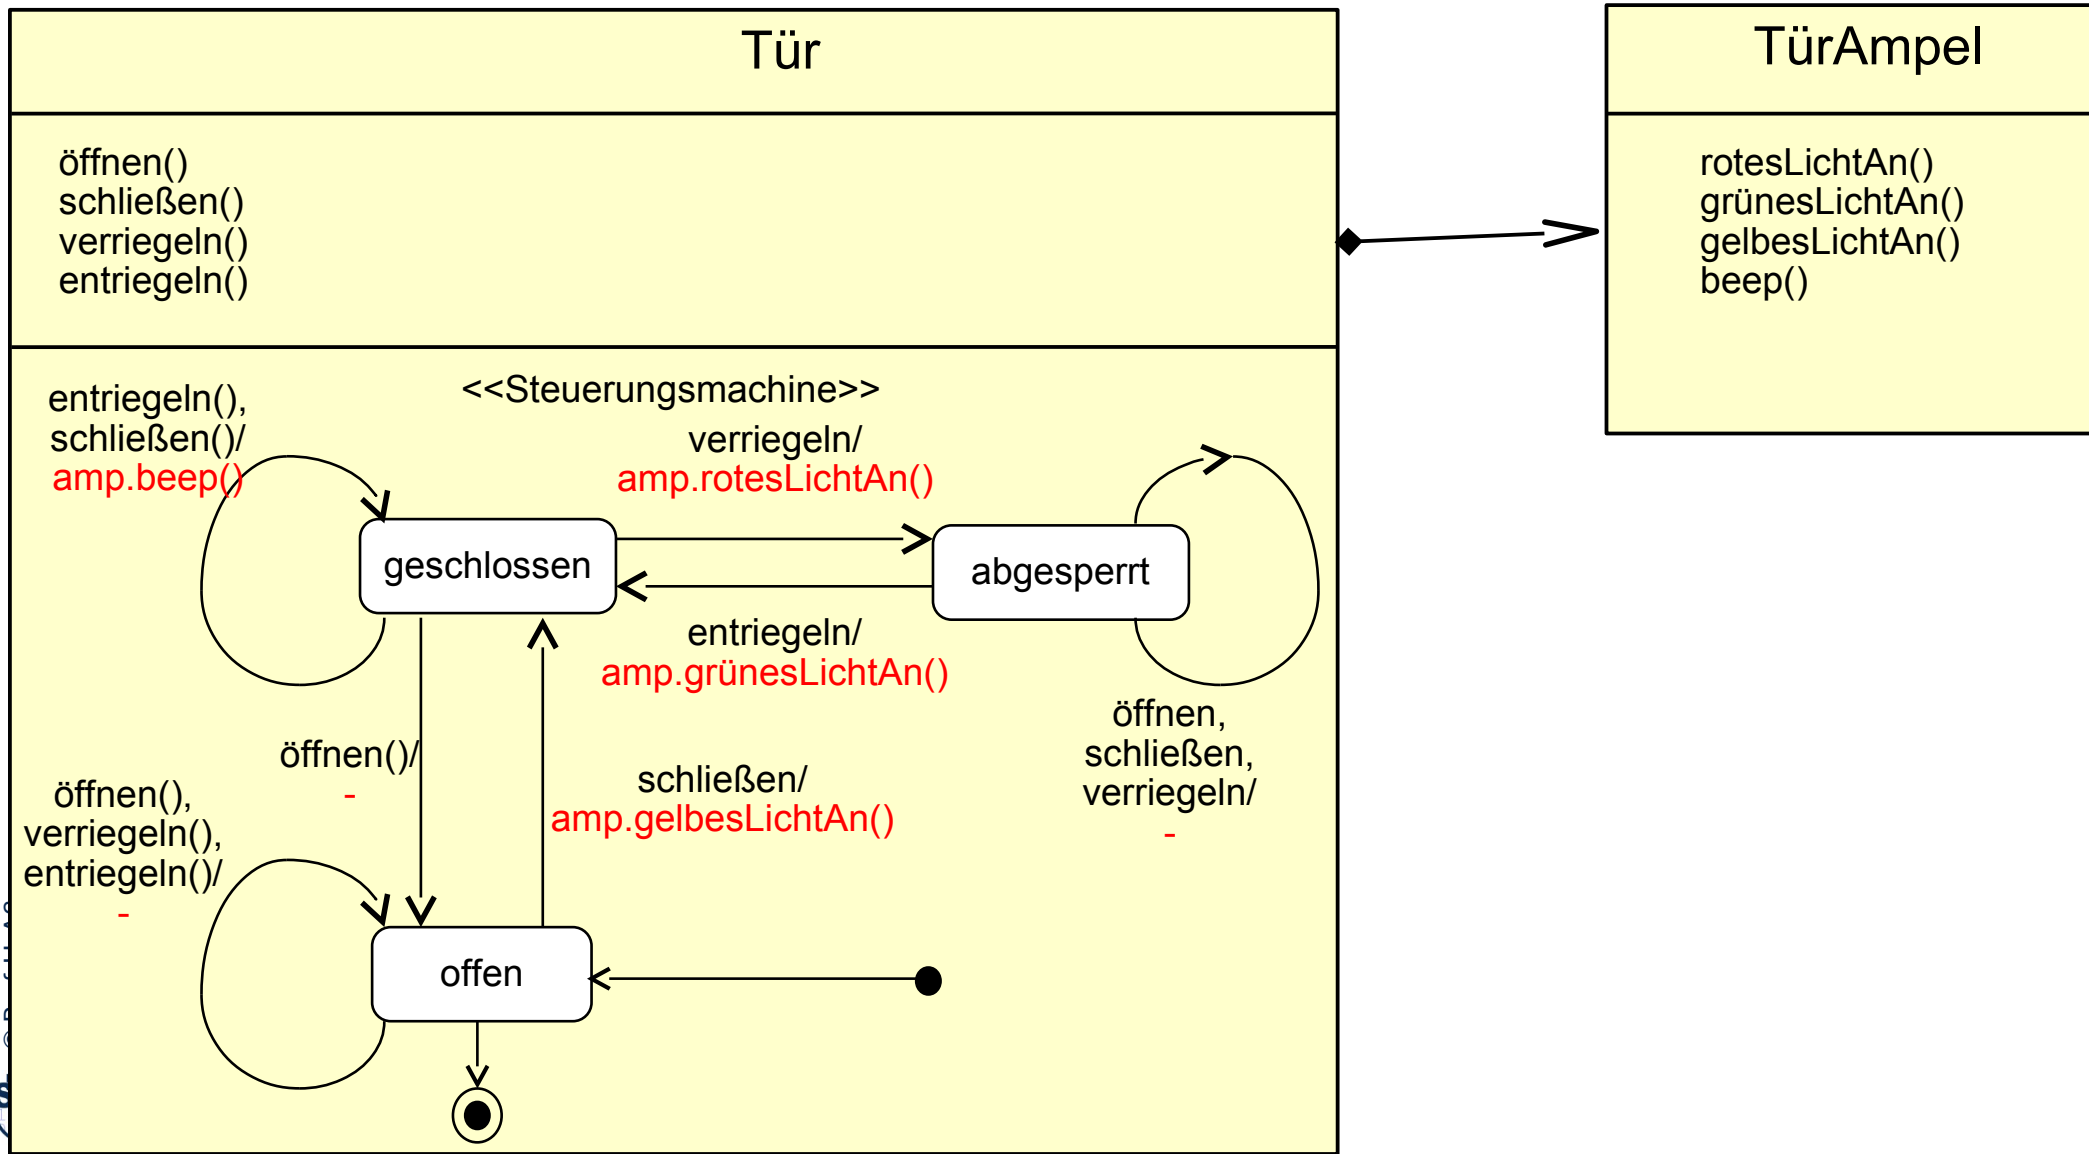 Tür
öffnen()
schließen()
verriegeln()
entriegeln()
TürAmpel
rotesLichtAn()
grünesLichtAn()
gelbesLichtAn()
beep()
<<Steuerungsmachine>>
entriegeln(),
schließen()/
amp.beep()
verriegeln/
amp.rotesLichtAn()
geschlossen
abgesperrt
entriegeln/
amp.grünesLichtAn()
öffnen()/
-
schließen/
amp.gelbesLichtAn()
öffnen,
schließen,
verriegeln/
-
öffnen(),
verriegeln(),
entriegeln()/
-
offen